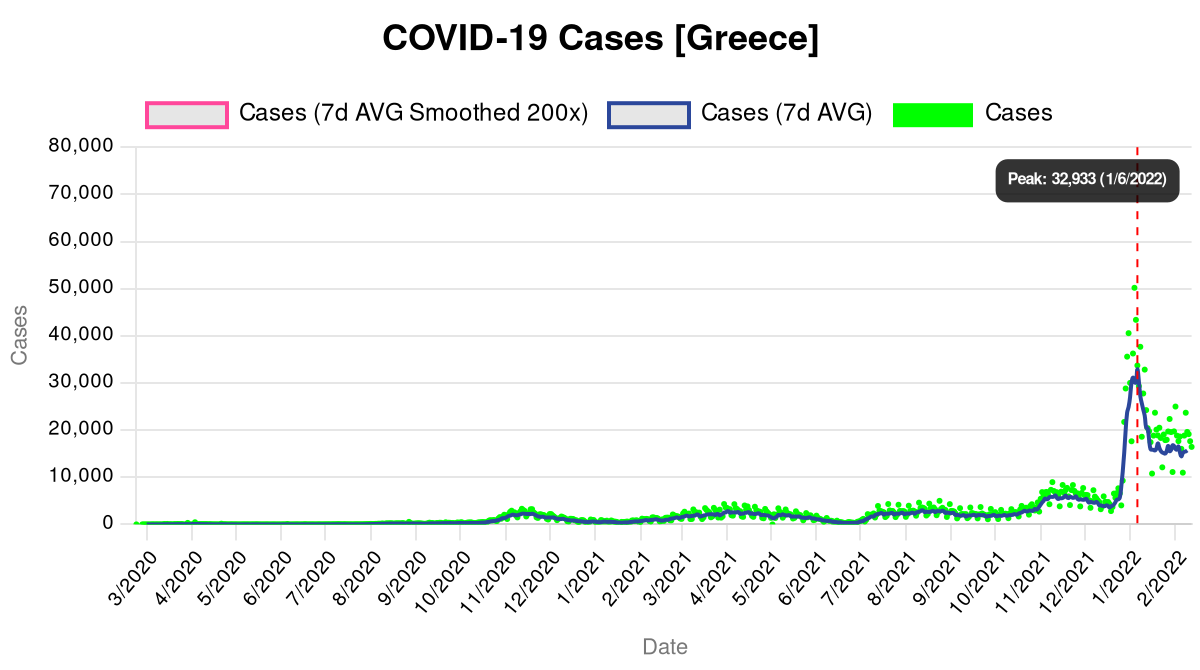 COVID-19 Cases [Greece]
Cases (7d AVG Smoothed 200x) Cases (7d AVG) Cases
80,000
Peak: 32,933 (1/6/2022)
70,000
60,000
50,000
40,000
30,000
20,000
10,000
0
Cases
3/2020 4/2020 5/2020 6/2020 7/2020 8/2020 9/2020 10/2020 11/2020 12/2020 1/2021 2/2021 3/2021 4/2021 5/2021 6/2021 7/2021 8/2021 9/2021 10/2021 11/2021 12/2021 1/2022 2/2022
Date